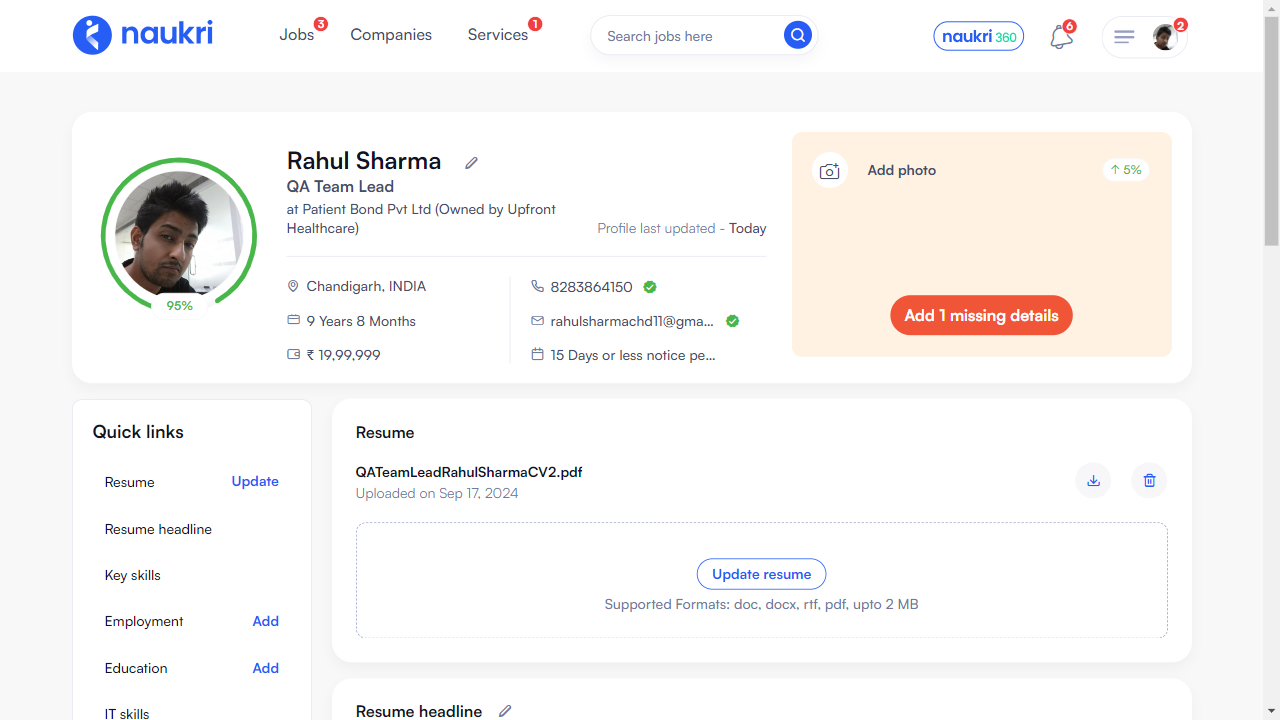 naukri
Jobs 3
Companies
Services 1
Search jobs here
naukri 360
6
2
Rahul Sharma
QA Team Lead
at Patient Bond Pvt Ltd (Owned by Upfront
Healthcare)
Profile last updated - Today
95%
Chandigarh, INDIA
9 Years 8 Months
₹ 19,99,999
8283864150
rahulsharmachd11@gma...
15 Days or less notice pe...
Add photo
↑ 5%
Add 1 missing details
Quick links
Resume
Update
Resume headline
Key skills
Employment
Add
Education
Add
IT skills
Resume
QATeamLeadRahulSharmaCV2.pdf
Uploaded on Sep 17, 2024
Update resume
Supported Formats: doc, docx, rtf, pdf, upto 2 MB
Resume headline